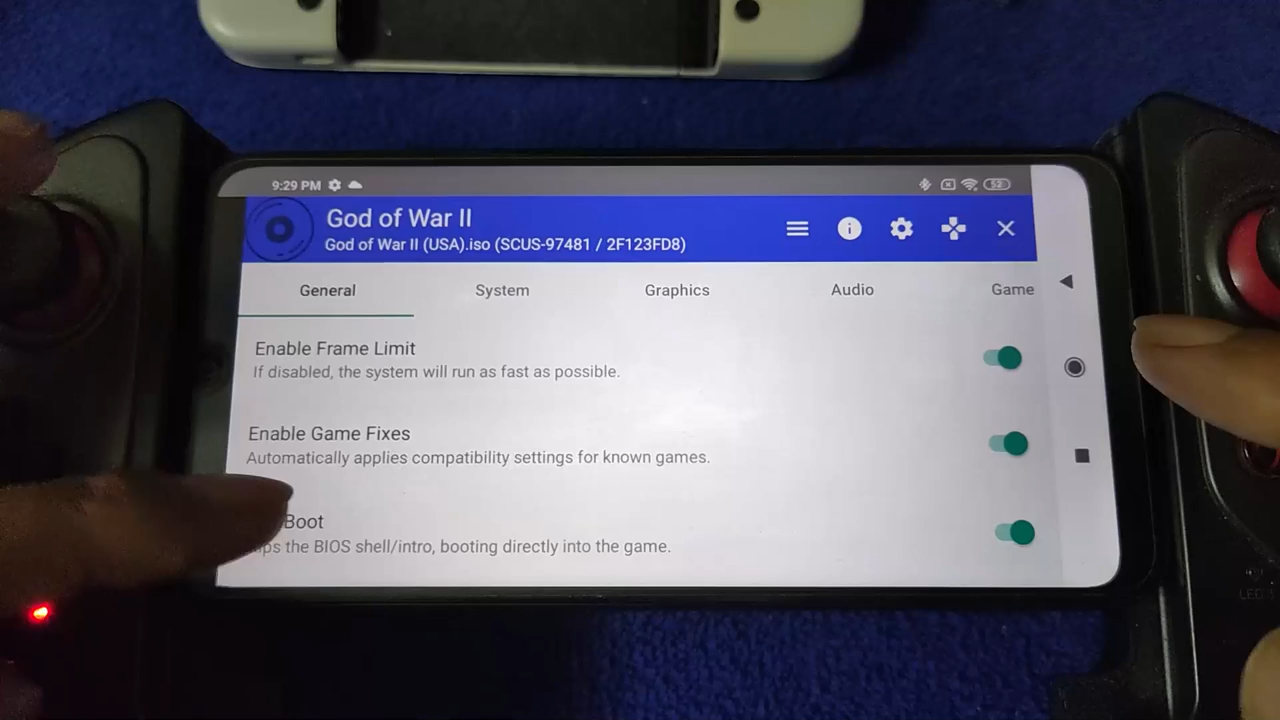 9:29 PM
52
God of War II
God of War II (USA).iso (SCUS-97481 / 2F123FD8)
General
System
Graphics
Audio
Game
Enable Frame Limit
If disabled, the system will run as fast as possible.
Enable Game Fixes
Automatically applies compatibility settings for known games.
Boot
the BIOS shell/intro, booting directly into the game.
LED